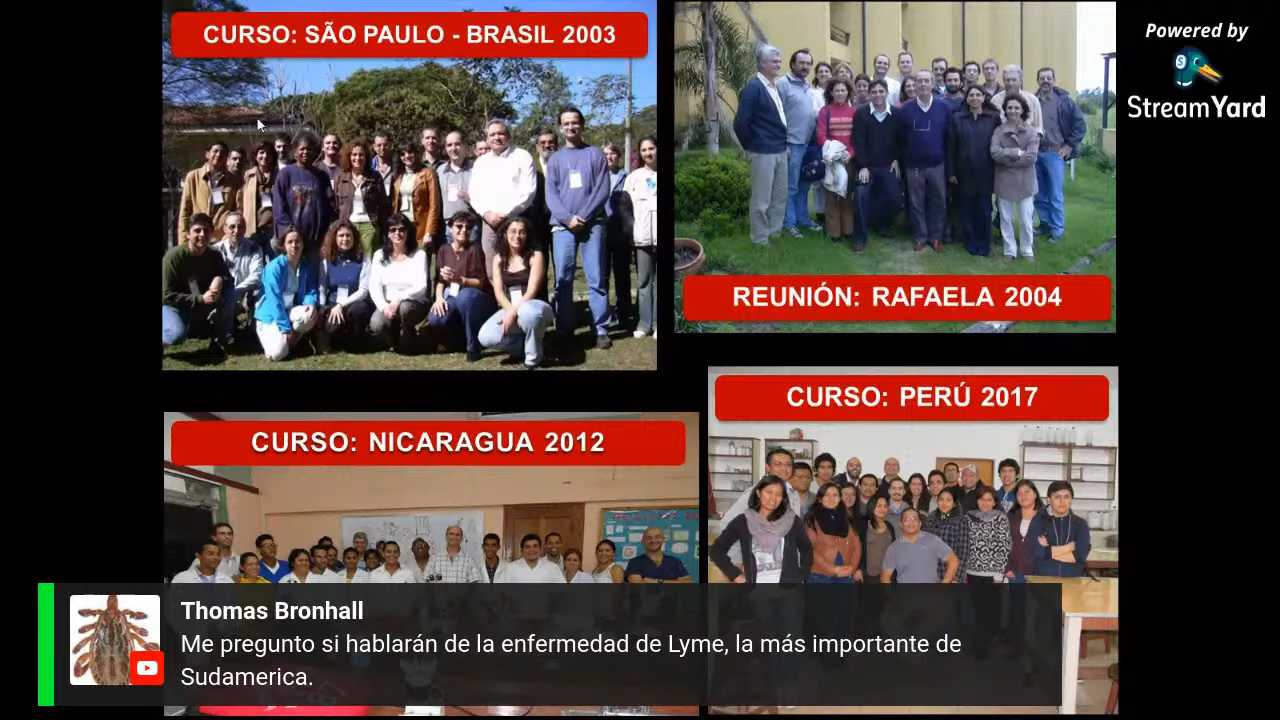 CURSO: SÃO PAULO - BRASIL 2003
Powered by
StreamYard
REUNIÓN: RAFAELA 2004
CURSO: PERÚ 2017
CURSO: NICARAGUA 2012
Thomas Bronhall
Me pregunto si hablarán de la enfermedad de Lyme, la más importante de
Sudamerica.